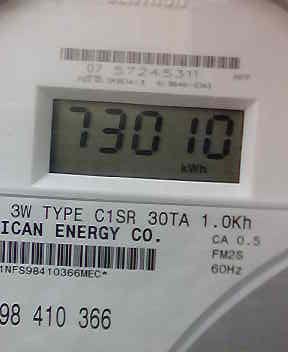 07 57245311
73010
kWh
3W TYPE C1SR 30TA 1.0Kh
ICAN ENERGY CO.
CA 0.5
FM2S
60Hz
1NFS98410366MEC*
98 410 366